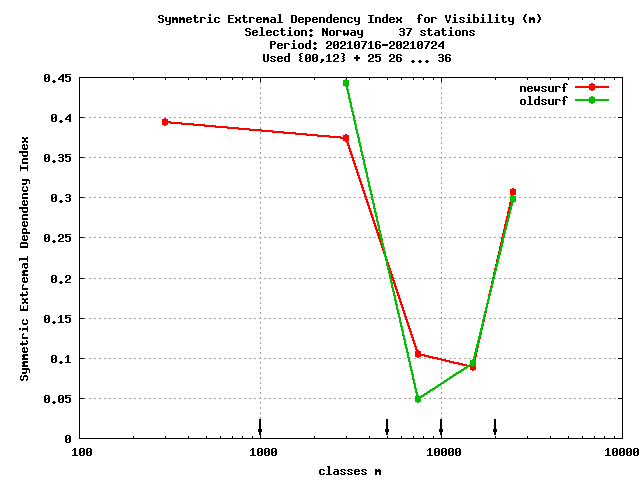 Symmetric Extremal Dependency Index  for Visibility (m)
Selection: Norway     37 stations
Period: 20210716-20210724
Used {00,12} + 25 26 ... 36
newsurf
oldsurf
Symmetric Extremal Dependency Index
0.45
0.4
0.35
0.3
0.25
0.2
0.15
0.1
0.05
0
100
1000
10000
10000
classes m